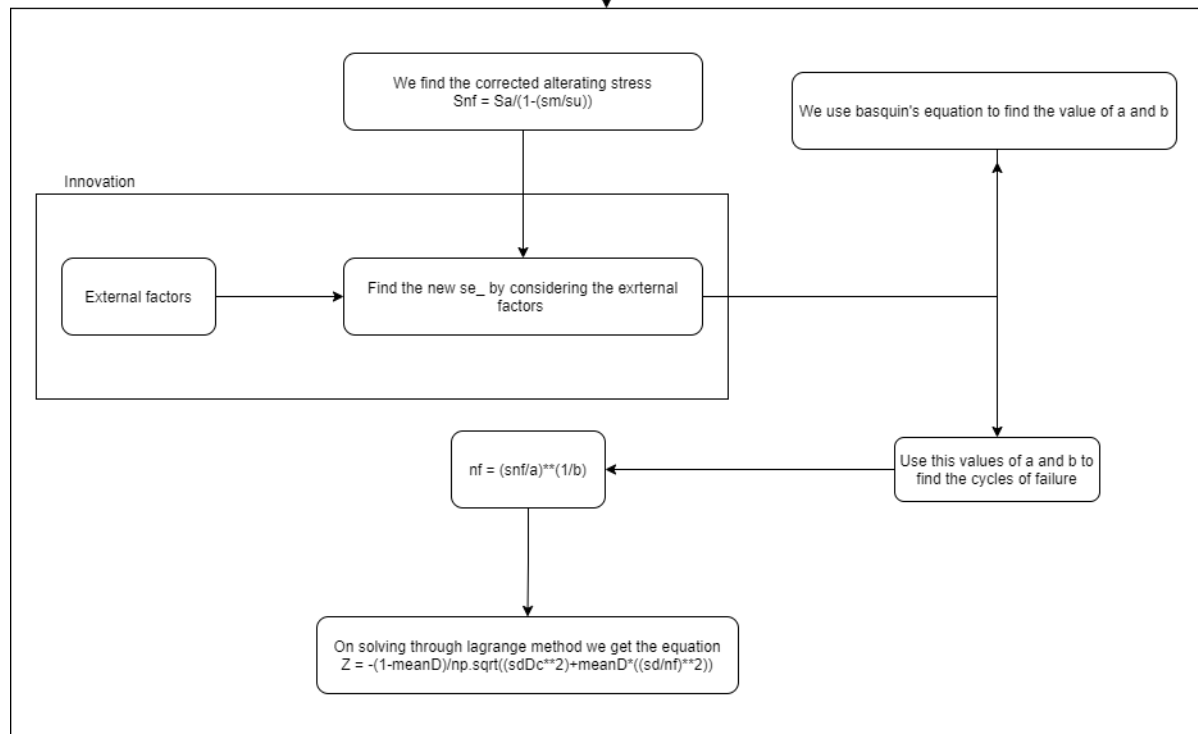 We find the corrected alterating stress
Snf = Sa/(1-(sm/su))
We use basquin's equation to find the value of a and b
Innovation
External factors
Find the new se_ by considering the exrternal
factors
nf = (snf/a)**(1/b)
Use this values of a and b to
find the cycles of failure
On solving through lagrange method we get the equation
Z = -(1-meanD)/np.sqrt((sdDc**2)+meanD*((sd/nf)**2))